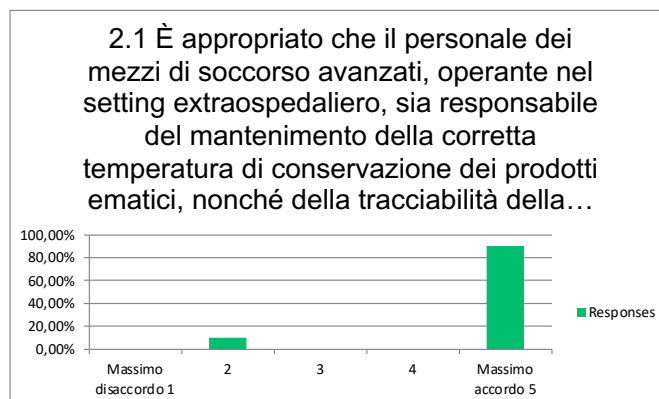 2.1 È appropriato che il personale dei
mezzi di soccorso avanzati, operante nel
setting extraospedaliero, sia responsabile
del mantenimento della corretta
temperatura di conservazione dei prodotti
ematici, nonché della tracciabilità della…
100,00%
80,00%
60,00%
40,00%
20,00%
0,00%
Massimo
disaccordo 1
2
3
4
Massimo
accordo 5
Responses